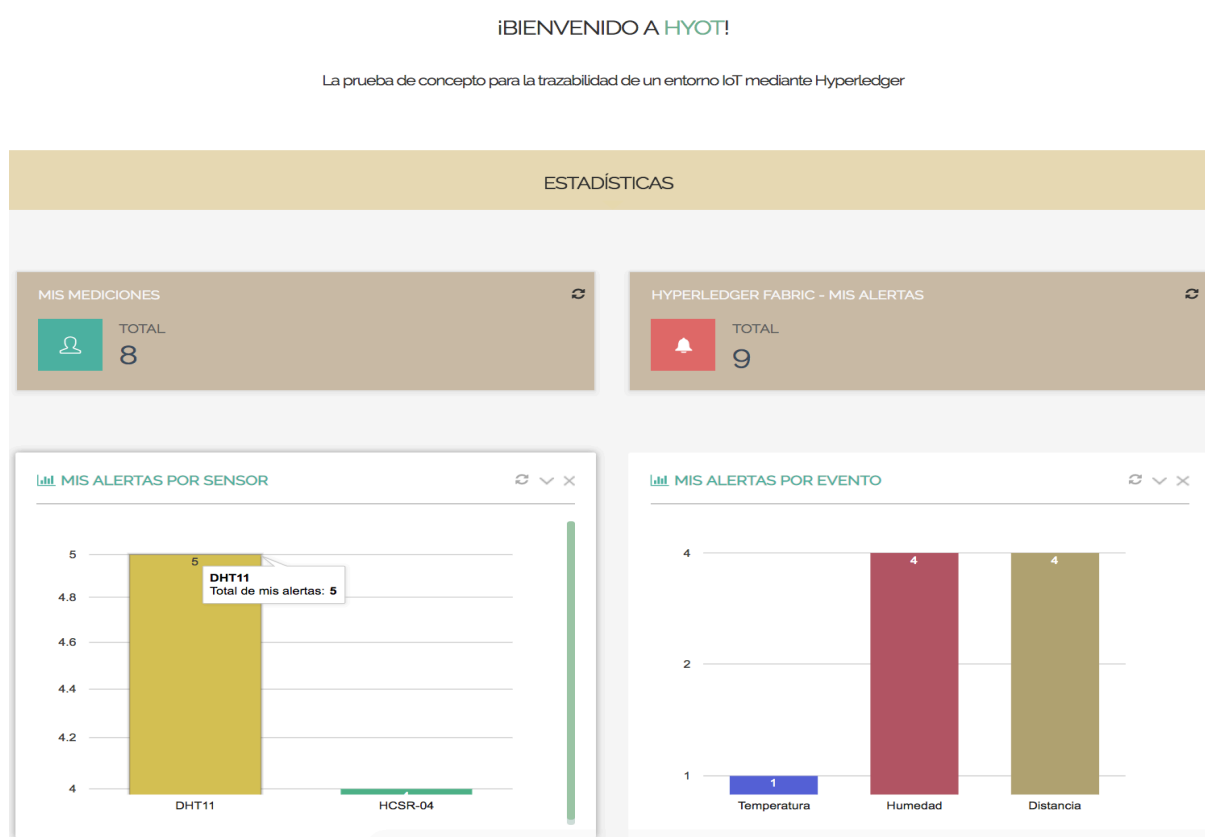 ¡BIENVENIDO A HYOT!
La prueba de concepto para la trazabilidad de un entorno IoT mediante Hyperledger
ESTADÍSTICAS
MIS MEDICIONES
TOTAL
8
HYPERLEDGER FABRIC - MIS ALERTAS
TOTAL
9
MIS ALERTAS POR SENSOR
5
4.8
4.6
4.4
4.2
4
5
DHT11
Total de mis alertas: 5
DHT11
HCSR-04
MIS ALERTAS POR EVENTO
4
2
1
1
4
4
Temperatura
Humedad
Distancia